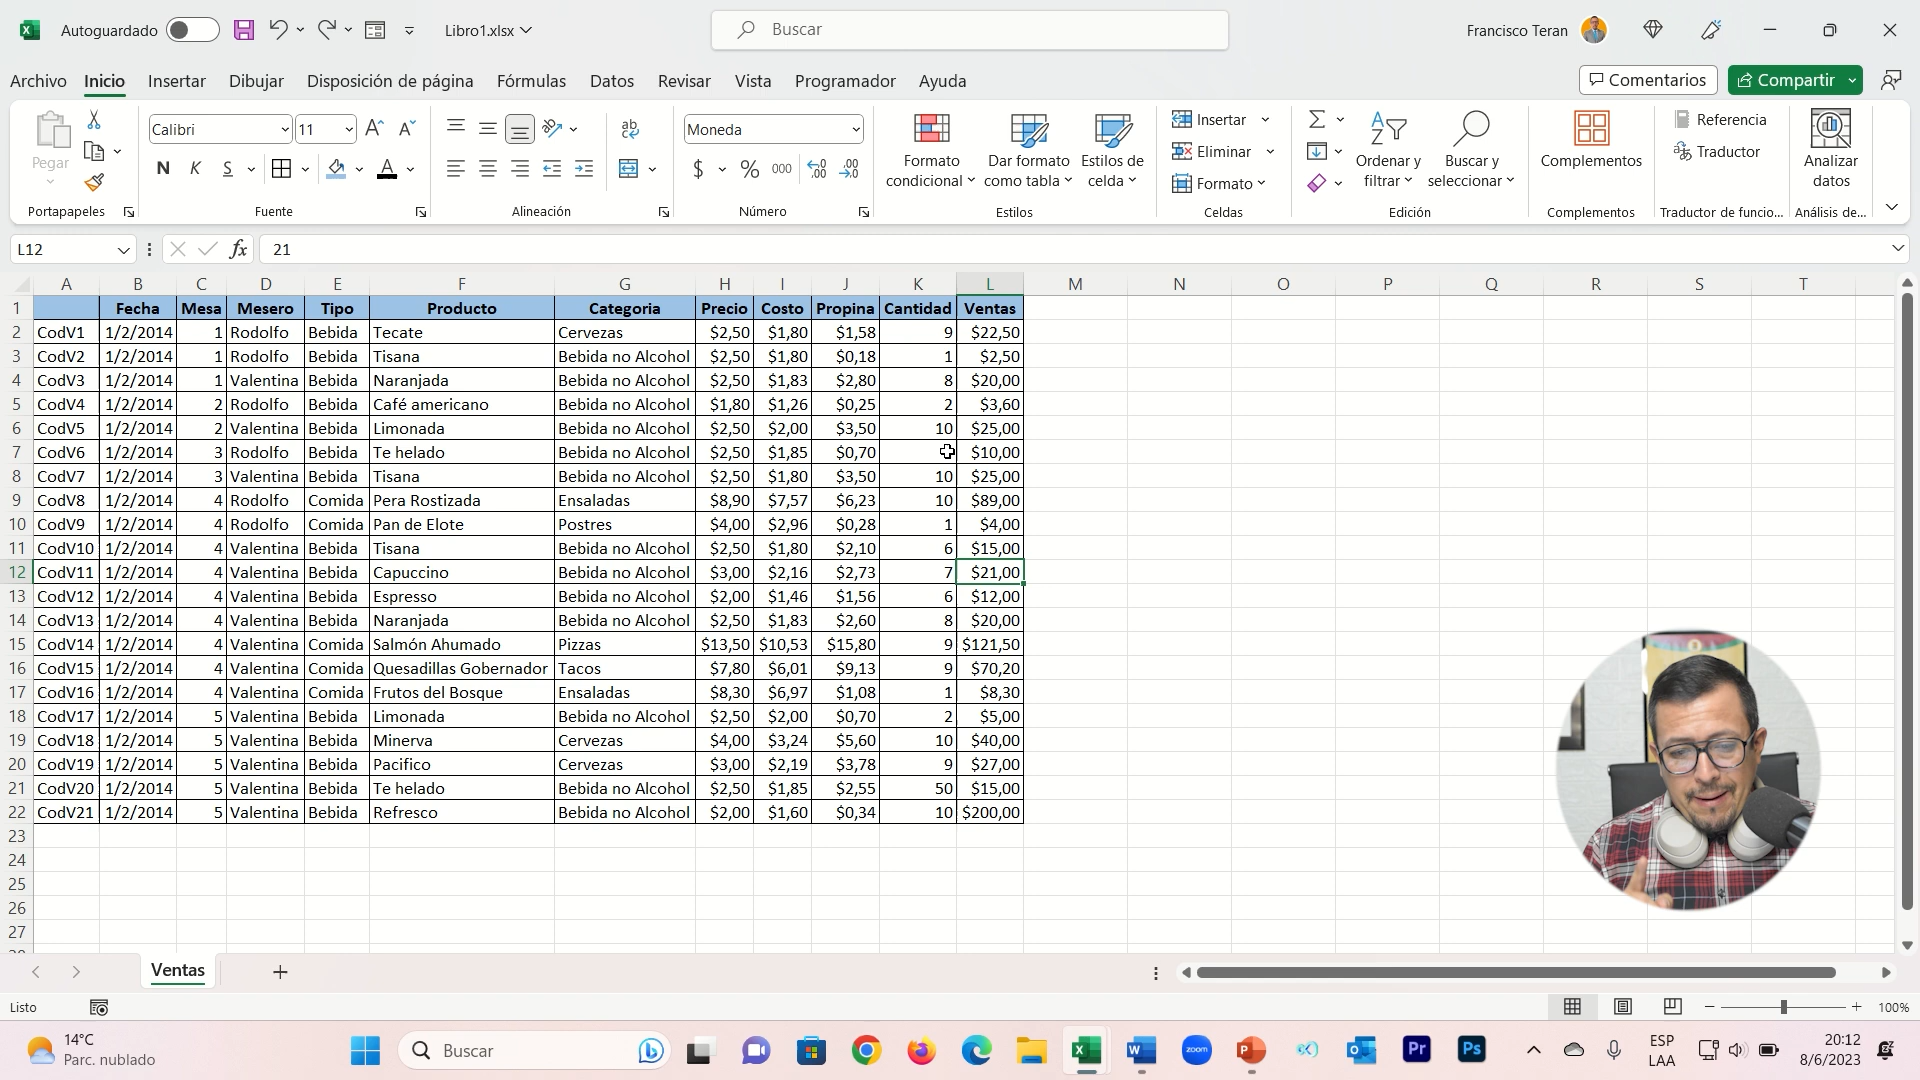 Autoguardado Libro1.xlsx Buscar Francisco Teran
Archivo Inicio Insertar Dibujar Disposición de página Fórmulas Datos Revisar Vista Programador Ayuda Comentarios Compartir
Pegar
Portapapeles
Calibri 11
N K S
Fuente
ab
Alineación
Moneda
$ % 000
Número
Formato condicional
Dar formato como tabla
Estilos de celda
Estilos
Insertar
Eliminar
Formato
Celdas
Ordenar y filtrar
Buscar y seleccionar
Edición
Complementos
Complementos
Referencia
Traductor
Traductor de funcio...
Analizar datos
Análisis de...
L12 fx 21
A B C D E F G H I J K L M N O P Q R S T
1 Fecha Mesa Mesero Tipo Producto Categoria Precio Costo Propina Cantidad Ventas
2 CodV1 1/2/2014 1 Rodolfo Bebida Tecate Cervezas $2,50 $1,80 $1,58 9 $22,50
3 CodV2 1/2/2014 1 Rodolfo Bebida Tisana Bebida no Alcohol $2,50 $1,80 $0,18 1 $2,50
4 CodV3 1/2/2014 1 Valentina Bebida Naranjada Bebida no Alcohol $2,50 $1,83 $2,80 8 $20,00
5 CodV4 1/2/2014 2 Rodolfo Bebida Café americano Bebida no Alcohol $1,80 $1,26 $0,25 2 $3,60
6 CodV5 1/2/2014 2 Valentina Bebida Limonada Bebida no Alcohol $2,50 $2,00 $3,50 10 $25,00
7 CodV6 1/2/2014 3 Rodolfo Bebida Te helado Bebida no Alcohol $2,50 $1,85 $0,70 $10,00
8 CodV7 1/2/2014 3 Valentina Bebida Tisana Bebida no Alcohol $2,50 $1,80 $3,50 10 $25,00
9 CodV8 1/2/2014 4 Rodolfo Comida Pera Rostizada Ensaladas $8,90 $7,57 $6,23 10 $89,00
10 CodV9 1/2/2014 4 Rodolfo Comida Pan de Elote Postres $4,00 $2,96 $0,28 1 $4,00
11 CodV10 1/2/2014 4 Valentina Bebida Tisana Bebida no Alcohol $2,50 $1,80 $2,10 6 $15,00
12 CodV11 1/2/2014 4 Valentina Bebida Capuccino Bebida no Alcohol $3,00 $2,16 $2,73 7 $21,00
13 CodV12 1/2/2014 4 Valentina Bebida Espresso Bebida no Alcohol $2,00 $1,46 $1,56 6 $12,00
14 CodV13 1/2/2014 4 Valentina Bebida Naranjada Bebida no Alcohol $2,50 $1,83 $2,60 8 $20,00
15 CodV14 1/2/2014 4 Valentina Comida Salmón Ahumado Pizzas $13,50 $10,53 $15,80 9 $121,50
16 CodV15 1/2/2014 4 Valentina Comida Quesadillas Gobernador Tacos $7,80 $6,01 $9,13 9 $70,20
17 CodV16 1/2/2014 4 Valentina Comida Frutos del Bosque Ensaladas $8,30 $6,97 $1,08 1 $8,30
18 CodV17 1/2/2014 5 Valentina Bebida Limonada Bebida no Alcohol $2,50 $2,00 $0,70 2 $5,00
19 CodV18 1/2/2014 5 Valentina Bebida Minerva Cervezas $4,00 $3,24 $5,60 10 $40,00
20 CodV19 1/2/2014 5 Valentina Bebida Pacifico Cervezas $3,00 $2,19 $3,78 9 $27,00
21 CodV20 1/2/2014 5 Valentina Bebida Te helado Bebida no Alcohol $2,50 $1,85 $2,55 50 $15,00
22 CodV21 1/2/2014 5 Valentina Bebida Refresco Bebida no Alcohol $2,00 $1,60 $0,34 10 $200,00
23
24
25
26
27
Ventas
Listo 100%
14°C
Parc. nublado
Buscar
zoom
Pr
Ps
ESP
LAA
20:12
8/6/2023